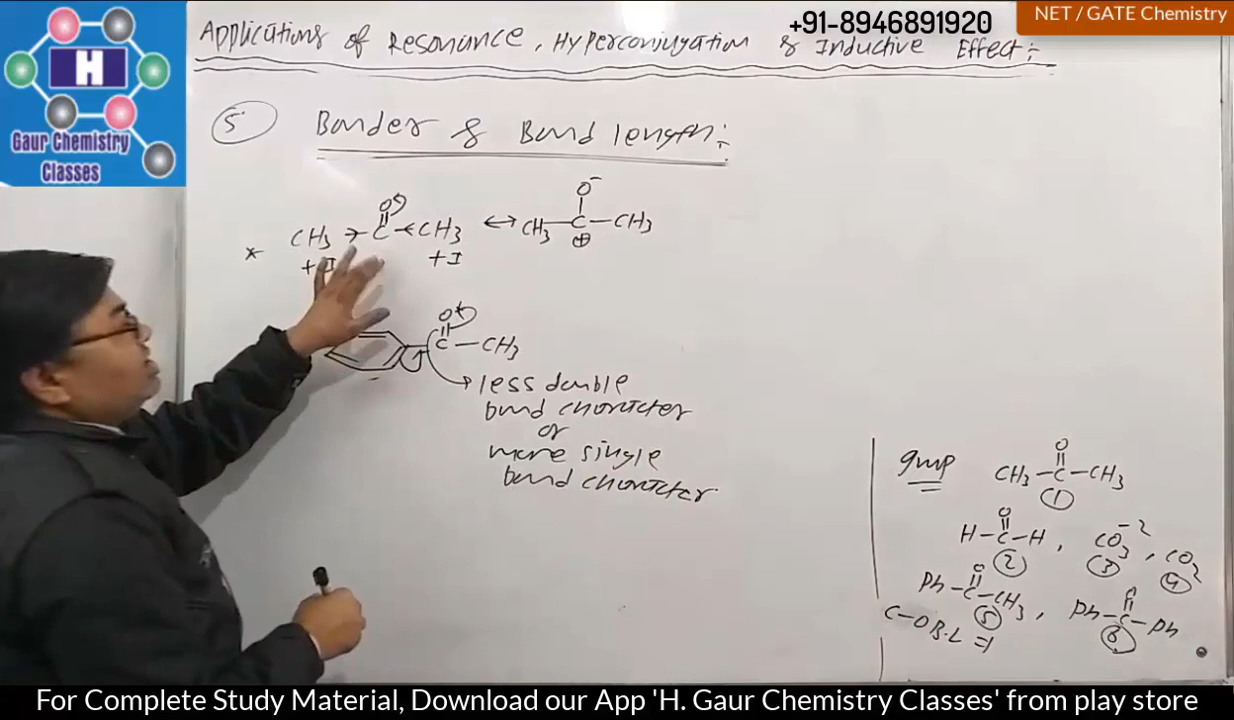 +91-8946891920
NET / GATE Chemistry
H
Gaur Chemistry
Classes
Applications of Resonance, Hyperconjugation & Inductive Effect:-
5 Border & Bond length:-
* CH3 → C ← CH3 ↔ CH3 — C — CH3
O O-
+I +I ⊕
O
C — CH3
less double
bond character
or
more single
bond character
Imp
O
CH3 — C — CH3
1
O
H — C — H, CO3-2, CO2
2 3 4
O O
Ph — C — CH3, Ph — C — Ph
5 6
C — O B.L ⇒
For Complete Study Material, Download our App 'H. Gaur Chemistry Classes' from play store